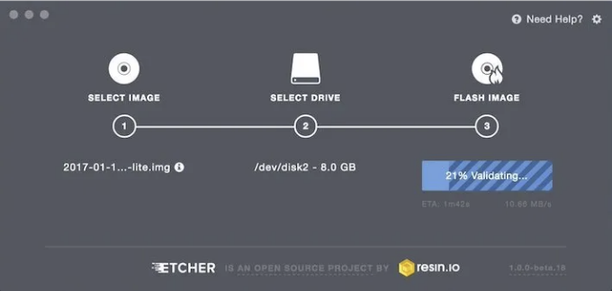 Need Help?
SELECT IMAGE
SELECT DRIVE
FLASH IMAGE
1
2
3
2017-01-1...-lite.img
/dev/disk2 - 8.0 GB
21% Validating...
ETA: 1m42s
10.66 MB/s
ETCHER IS AN OPEN SOURCE PROJECT BY resin.io
1.0.0-beta.18